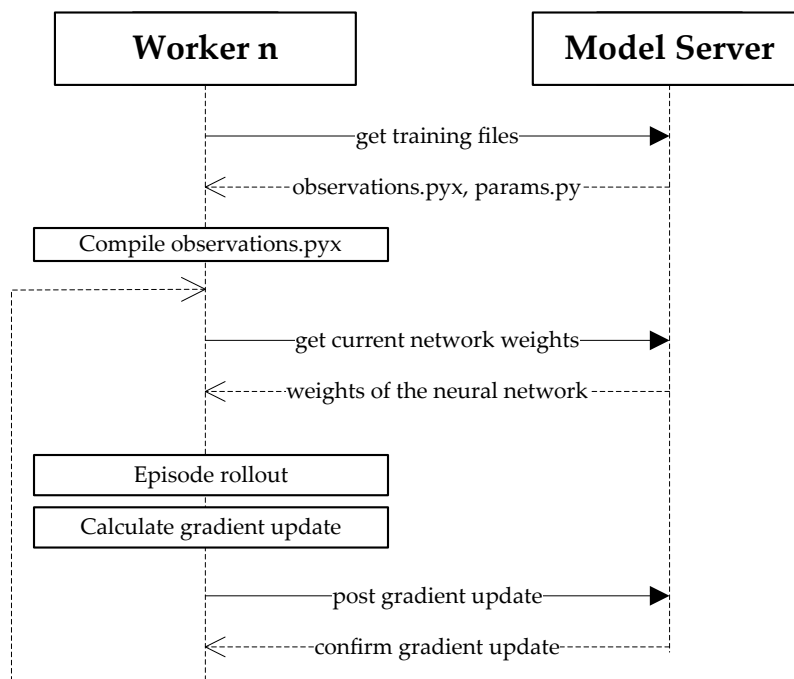 Worker n
Model Server
get training files
observations.pyx, params.py
Compile observations.pyx
get current network weights
weights of the neural network
Episode rollout
Calculate gradient update
post gradient update
confirm gradient update